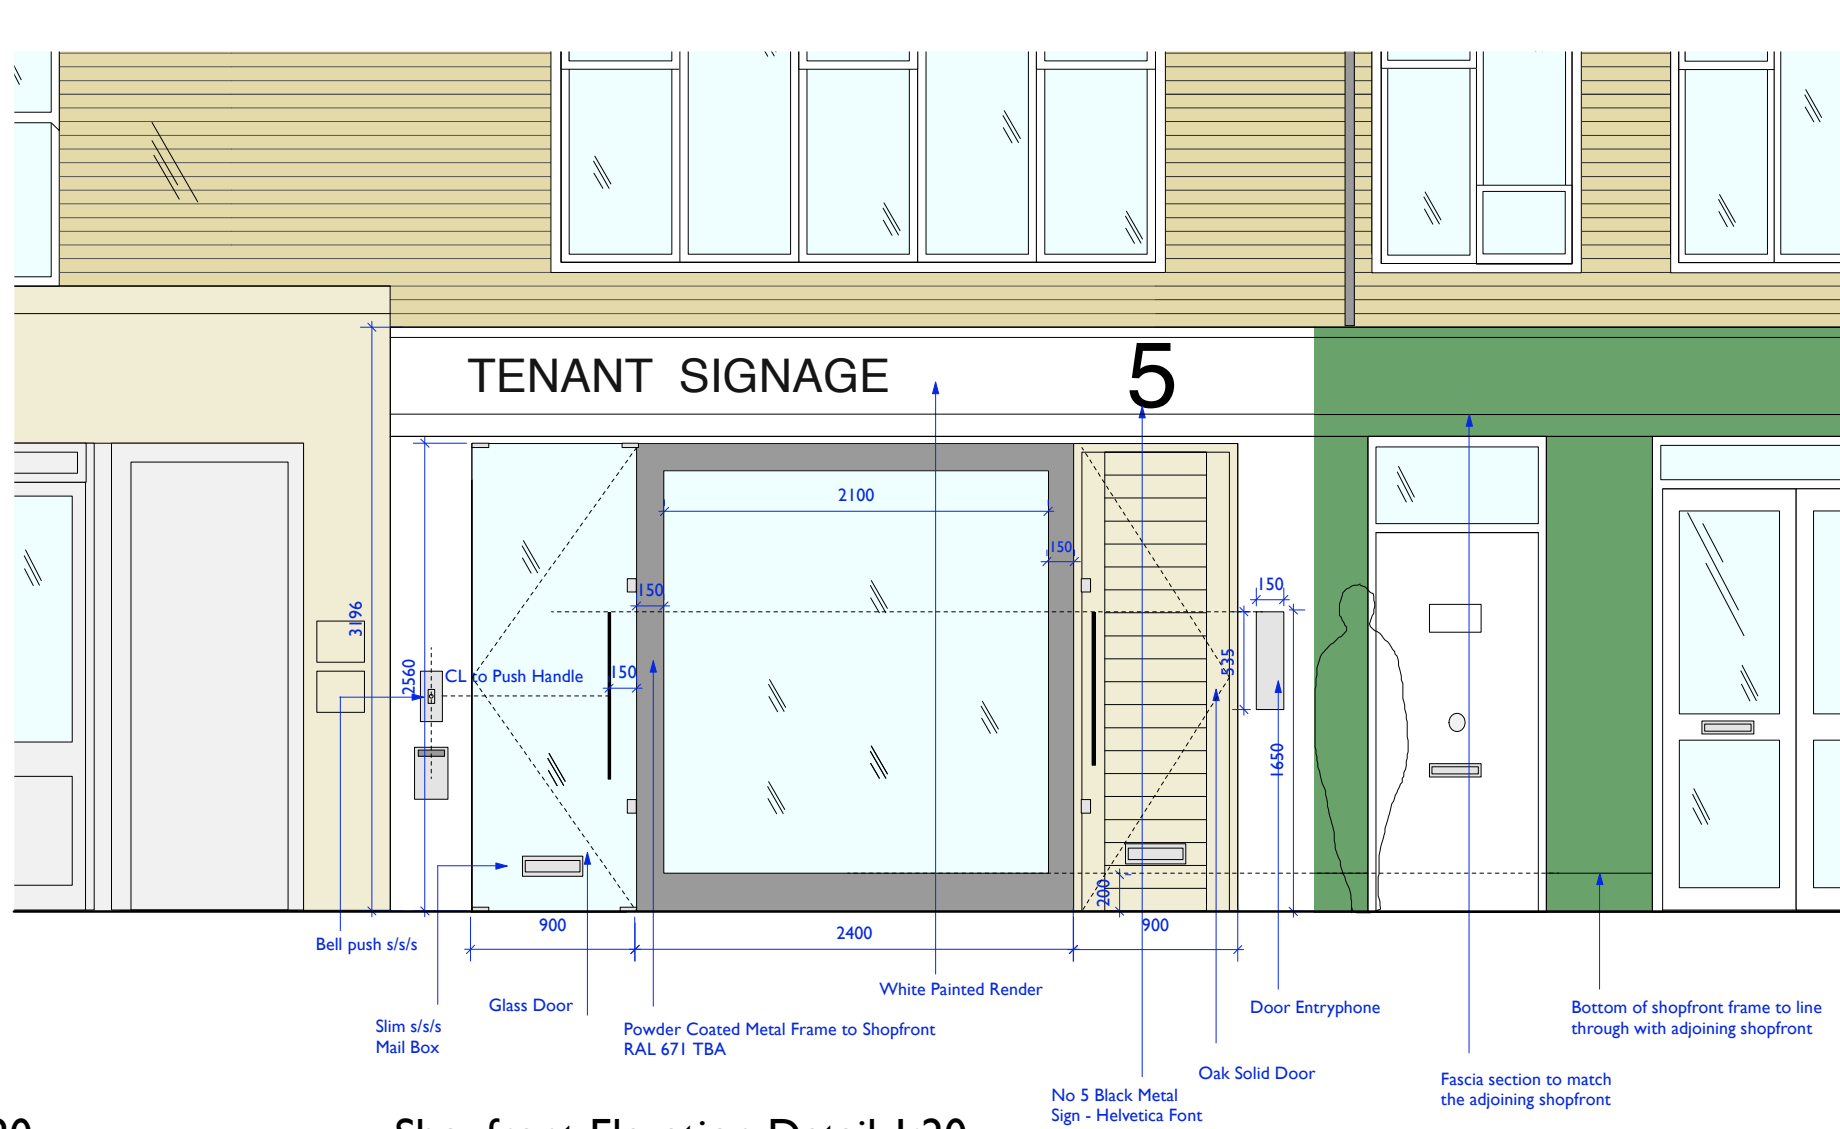 TENANT SIGNAGE
5
2100
150
150
150
3196
2560
CL to Push Handle
150
535
1650
200
Bell push s/s/s
900
2400
900
White Painted Render
Glass Door
Door Entryphone
Bottom of shopfront frame to line
through with adjoining shopfront
Slim s/s/s
Mail Box
Powder Coated Metal Frame to Shopfront
RAL 671 TBA
Oak Solid Door
Fascia section to match
the adjoining shopfront
No 5 Black Metal
Sign - Helvetica Font